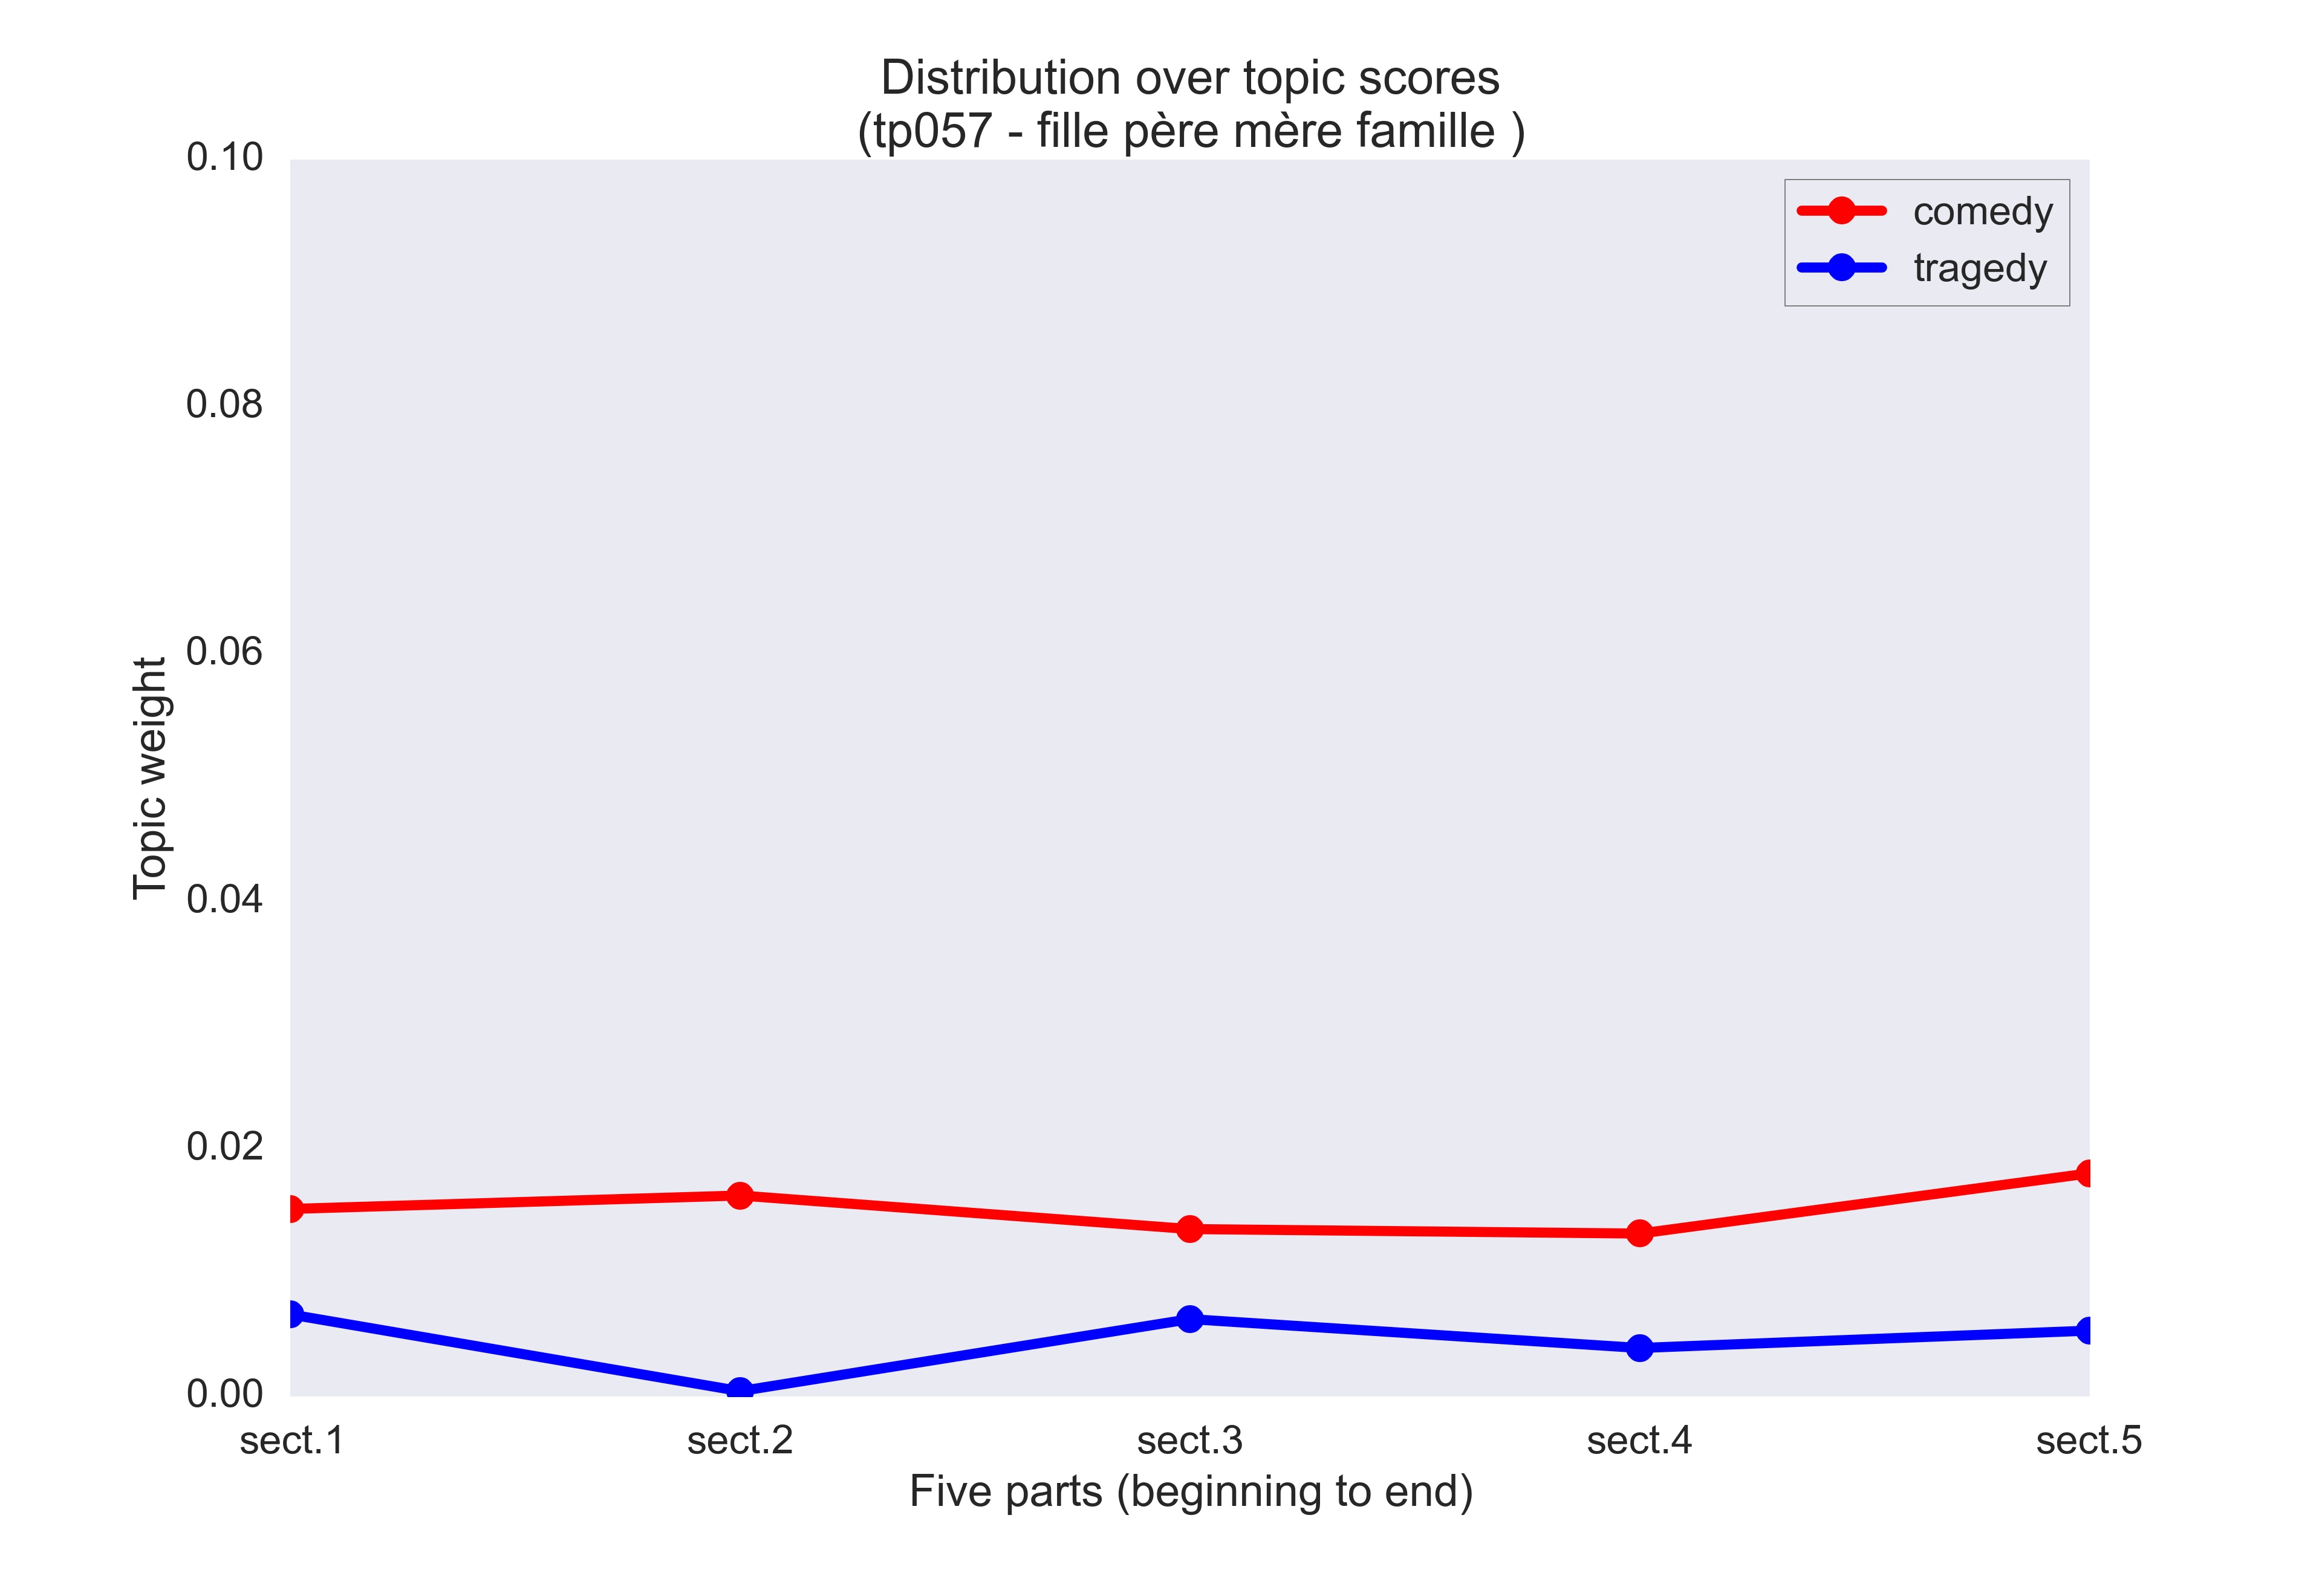 Distribution over topic scores
(tp057 - fille père mère famille )
comedy
tragedy
Topic weight
0.10
0.08
0.06
0.04
0.02
0.00
sect.1
sect.2
sect.3
sect.4
sect.5
Five parts (beginning to end)